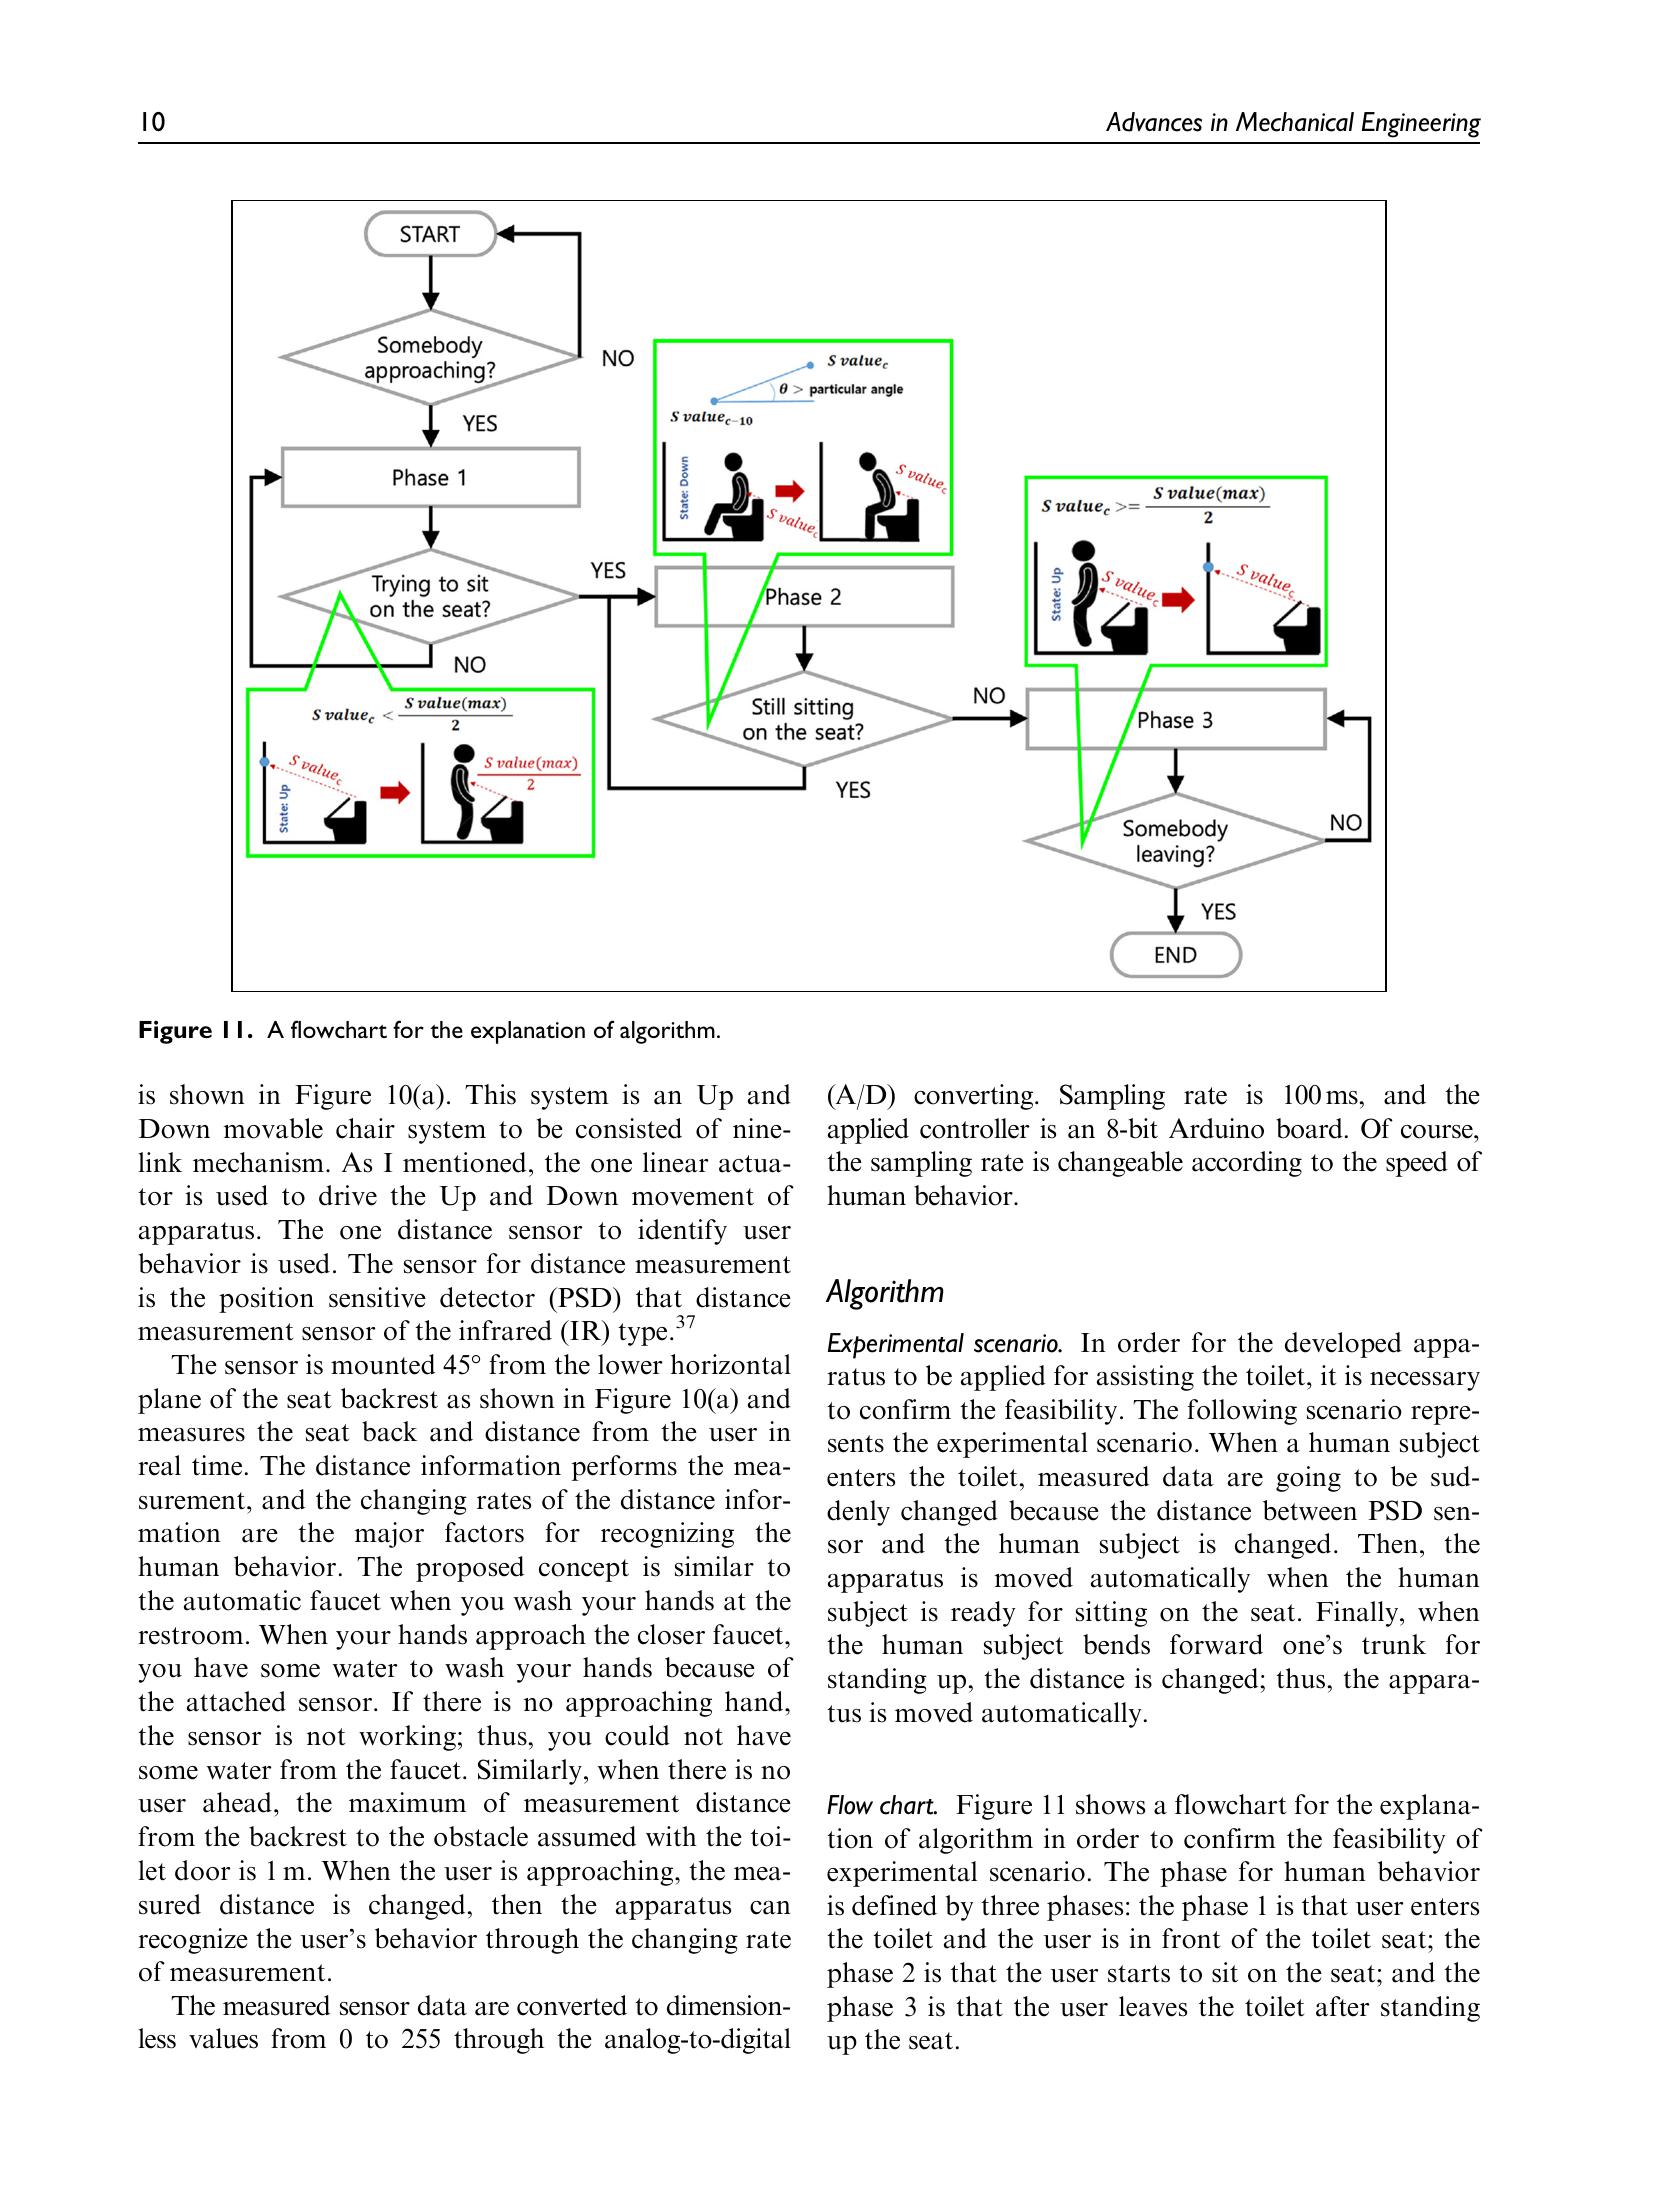 10
Advances in Mechanical Engineering
START
Somebody
approaching?
NO
YES
Phase 1
Trying to sit
on the seat?
YES
NO
S value_c < S value(max)
2
S value_c
State: Up
S value(max)
2
S value_c
θ > particular angle
S value_c−10
State: Down
S value_c
S value_c
Phase 2
Still sitting
on the seat?
NO
YES
S value_c >= S value(max)
2
State: Up
S value_c
S value_c
Phase 3
Somebody
leaving?
NO
YES
END
Figure 11. A flowchart for the explanation of algorithm.
is shown in Figure 10(a). This system is an Up and
Down movable chair system to be consisted of nine-
link mechanism. As I mentioned, the one linear actua-
tor is used to drive the Up and Down movement of
apparatus. The one distance sensor to identify user
behavior is used. The sensor for distance measurement
is the position sensitive detector (PSD) that distance
measurement sensor of the infrared (IR) type.37
The sensor is mounted 45° from the lower horizontal
plane of the seat backrest as shown in Figure 10(a) and
measures the seat back and distance from the user in
real time. The distance information performs the mea-
surement, and the changing rates of the distance infor-
mation are the major factors for recognizing the
human behavior. The proposed concept is similar to
the automatic faucet when you wash your hands at the
restroom. When your hands approach the closer faucet,
you have some water to wash your hands because of
the attached sensor. If there is no approaching hand,
the sensor is not working; thus, you could not have
some water from the faucet. Similarly, when there is no
user ahead, the maximum of measurement distance
from the backrest to the obstacle assumed with the toi-
let door is 1 m. When the user is approaching, the mea-
sured distance is changed, then the apparatus can
recognize the user's behavior through the changing rate
of measurement.
The measured sensor data are converted to dimension-
less values from 0 to 255 through the analog-to-digital
(A/D) converting. Sampling rate is 100 ms, and the
applied controller is an 8-bit Arduino board. Of course,
the sampling rate is changeable according to the speed of
human behavior.
Algorithm
Experimental scenario. In order for the developed appa-
ratus to be applied for assisting the toilet, it is necessary
to confirm the feasibility. The following scenario repre-
sents the experimental scenario. When a human subject
enters the toilet, measured data are going to be sud-
denly changed because the distance between PSD sen-
sor and the human subject is changed. Then, the
apparatus is moved automatically when the human
subject is ready for sitting on the seat. Finally, when
the human subject bends forward one's trunk for
standing up, the distance is changed; thus, the appara-
tus is moved automatically.
Flow chart. Figure 11 shows a flowchart for the explana-
tion of algorithm in order to confirm the feasibility of
experimental scenario. The phase for human behavior
is defined by three phases: the phase 1 is that user enters
the toilet and the user is in front of the toilet seat; the
phase 2 is that the user starts to sit on the seat; and the
phase 3 is that the user leaves the toilet after standing
up the seat.